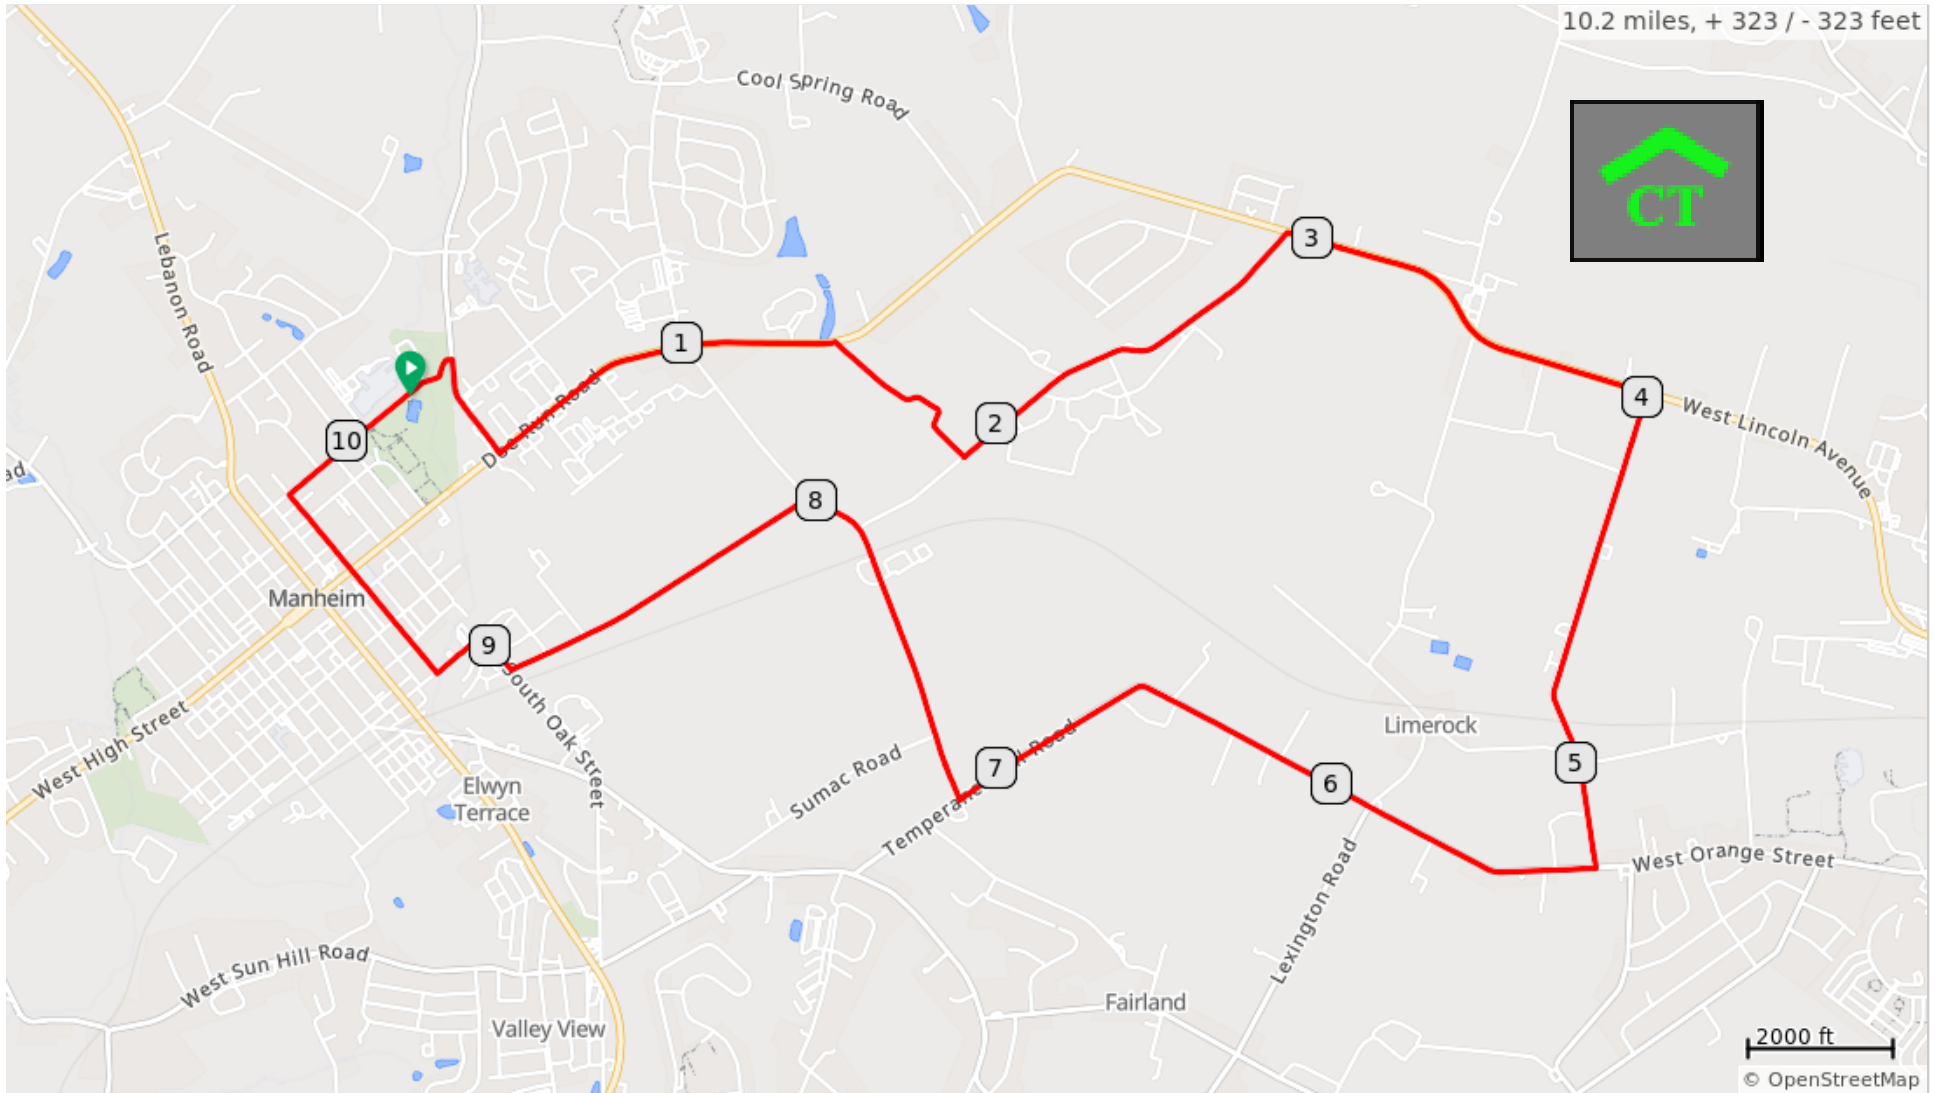 10.2 miles, + 323 / - 323 feet
Cool Spring Road
CT
Lebanon Road
3
1
4
Doe Run Road
West Lincoln Avenue
2
10
8
Manheim
9
South Oak Street
West High Street
Limerock
5
7
6
Sumac Road
Elwyn
Terrace
West Orange Street
Lexington Road
West Sun Hill Road
Fairland
Valley View
2000 ft
© OpenStreetMap